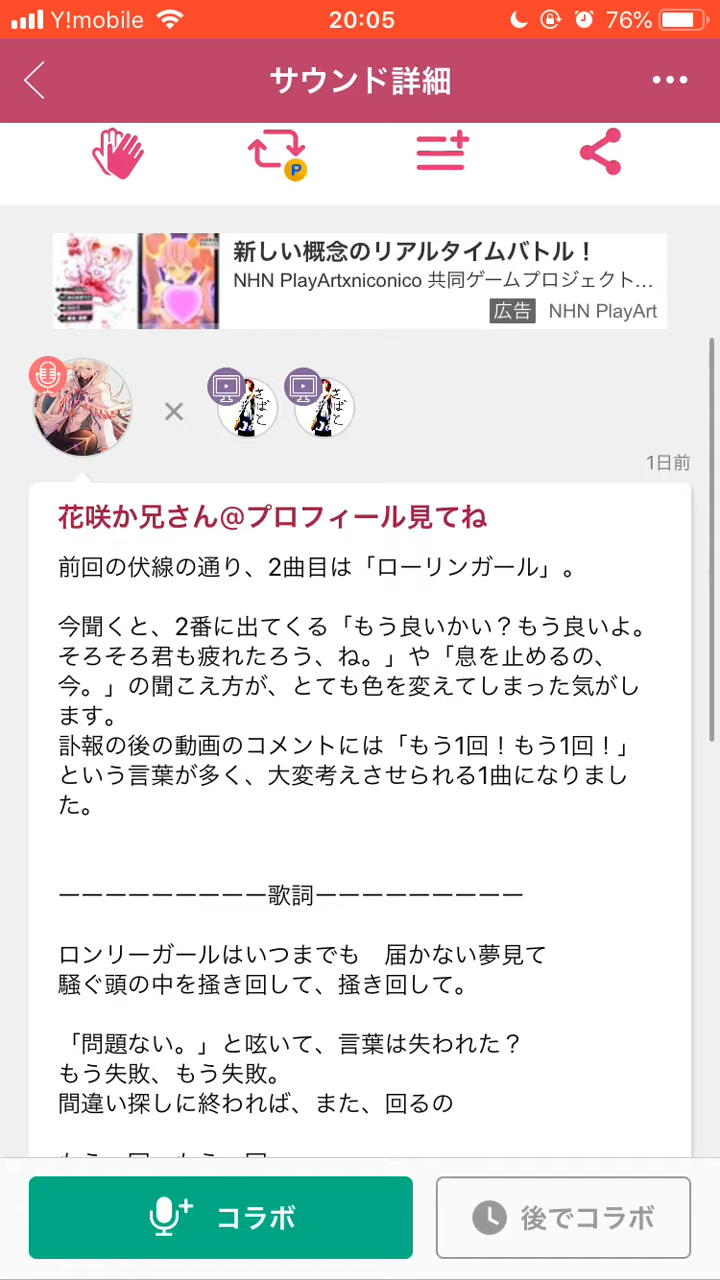 Y!mobile 20:05 76%
サウンド詳細
P
新しい概念のリアルタイムバトル！
NHN PlayArtxniconico 共同ゲームプロジェクト…
広告 NHN PlayArt
さばと さばと
1日前
花咲か兄さん@プロフィール見てね
前回の伏線の通り、2曲目は「ローリンガール」。
今聞くと、2番に出てくる「もう良いかい？もう良いよ。
そろそろ君も疲れたろう、ね。」や「息を止めるの、
今。」の聞こえ方が、とても色を変えてしまった気がし
ます。
訃報の後の動画のコメントには「もう1回！もう1回！」
という言葉が多く、大変考えさせられる1曲になりまし
た。
ーーーーーーーーー歌詞ーーーーーーーーー
ロンリーガールはいつまでも　届かない夢見て
騒ぐ頭の中を掻き回して、掻き回して。
「問題ない。」と呟いて、言葉は失われた？
もう失敗、もう失敗。
間違い探しに終われば、また、回るの
コラボ
後でコラボ